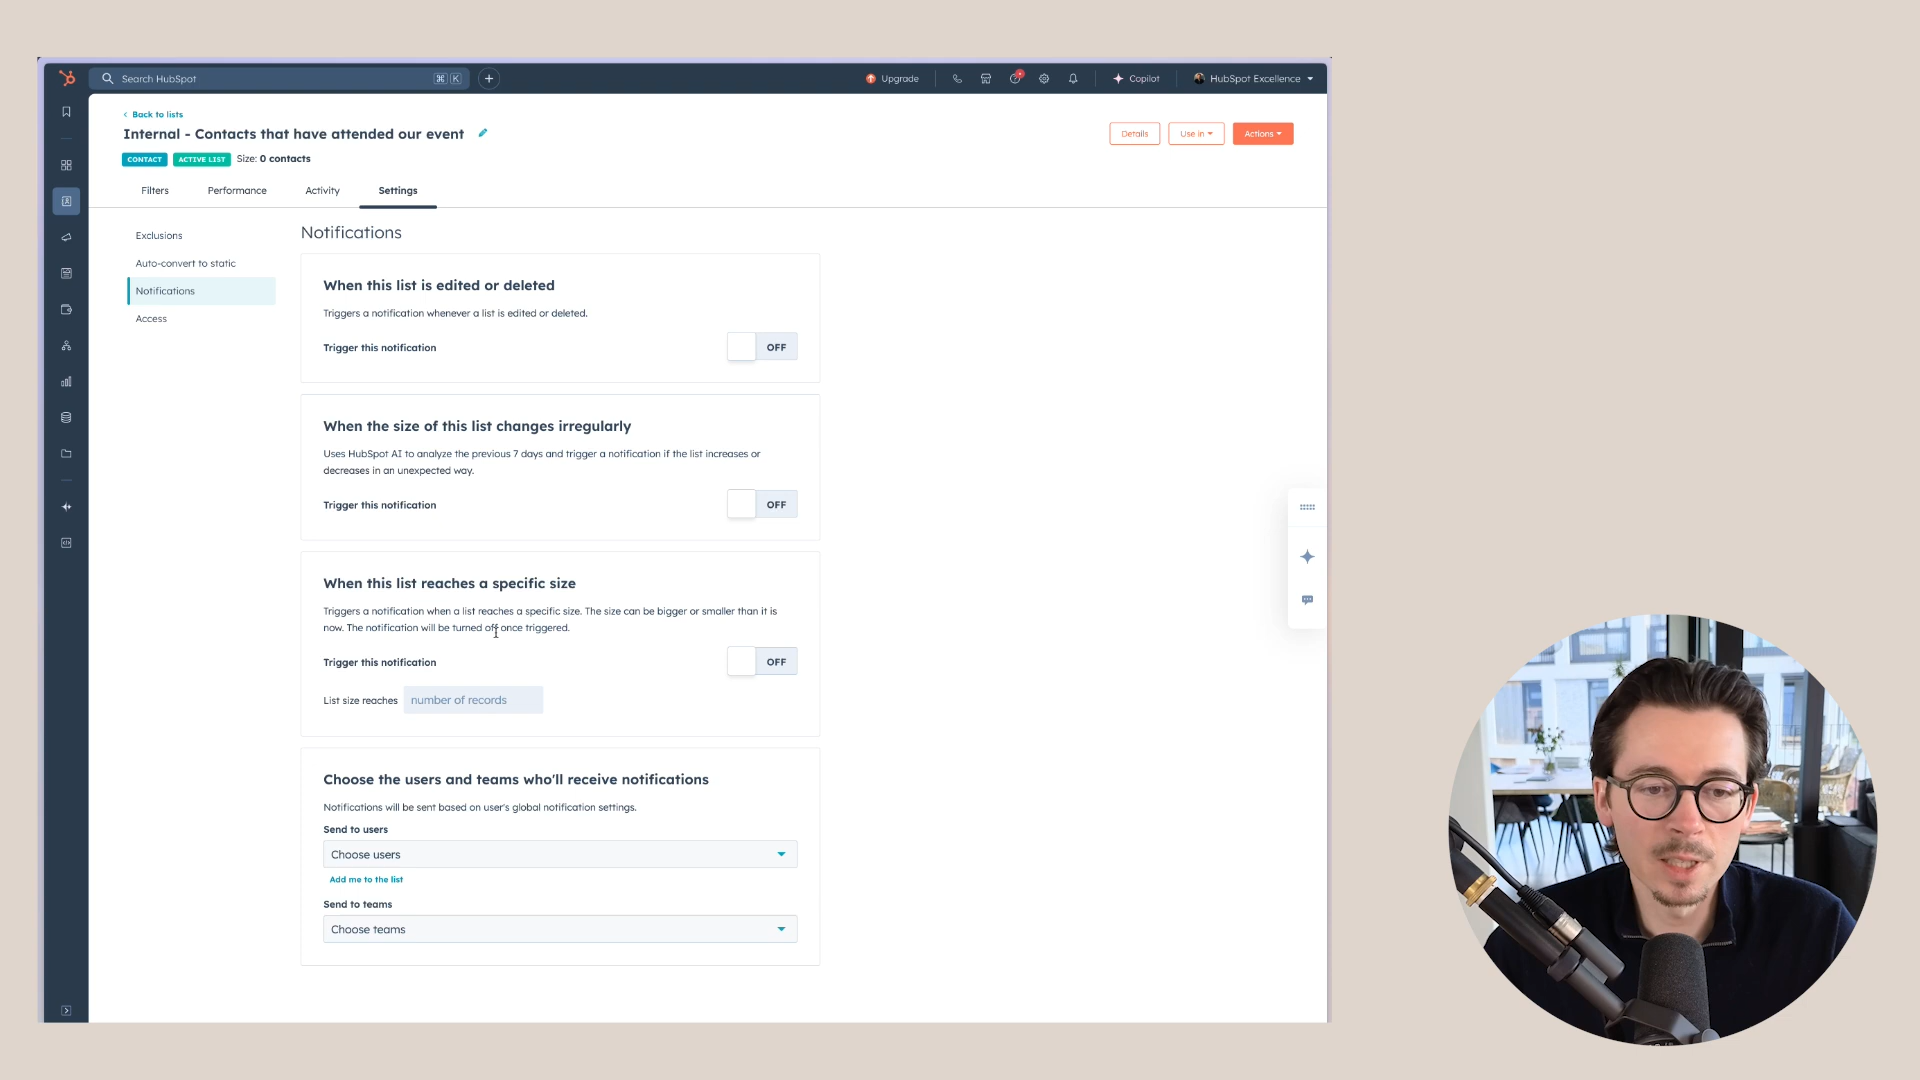 Search HubSpot
⌘ K
Upgrade
Copilot
HubSpot Excellence
Back to lists
Internal - Contacts that have attended our event
Details
Use in
Actions
CONTACT
ACTIVE LIST
Size: 0 contacts
Filters
Performance
Activity
Settings
Exclusions
Auto-convert to static
Notifications
Access
Notifications
When this list is edited or deleted
Triggers a notification whenever a list is edited or deleted.
Trigger this notification
OFF
When the size of this list changes irregularly
Uses HubSpot AI to analyze the previous 7 days and trigger a notification if the list increases or
decreases in an unexpected way.
Trigger this notification
OFF
When this list reaches a specific size
Triggers a notification when a list reaches a specific size. The size can be bigger or smaller than it is
now. The notification will be turned off once triggered.
Trigger this notification
OFF
List size reaches
number of records
Choose the users and teams who'll receive notifications
Notifications will be sent based on user's global notification settings.
Send to users
Choose users
Add me to the list
Send to teams
Choose teams